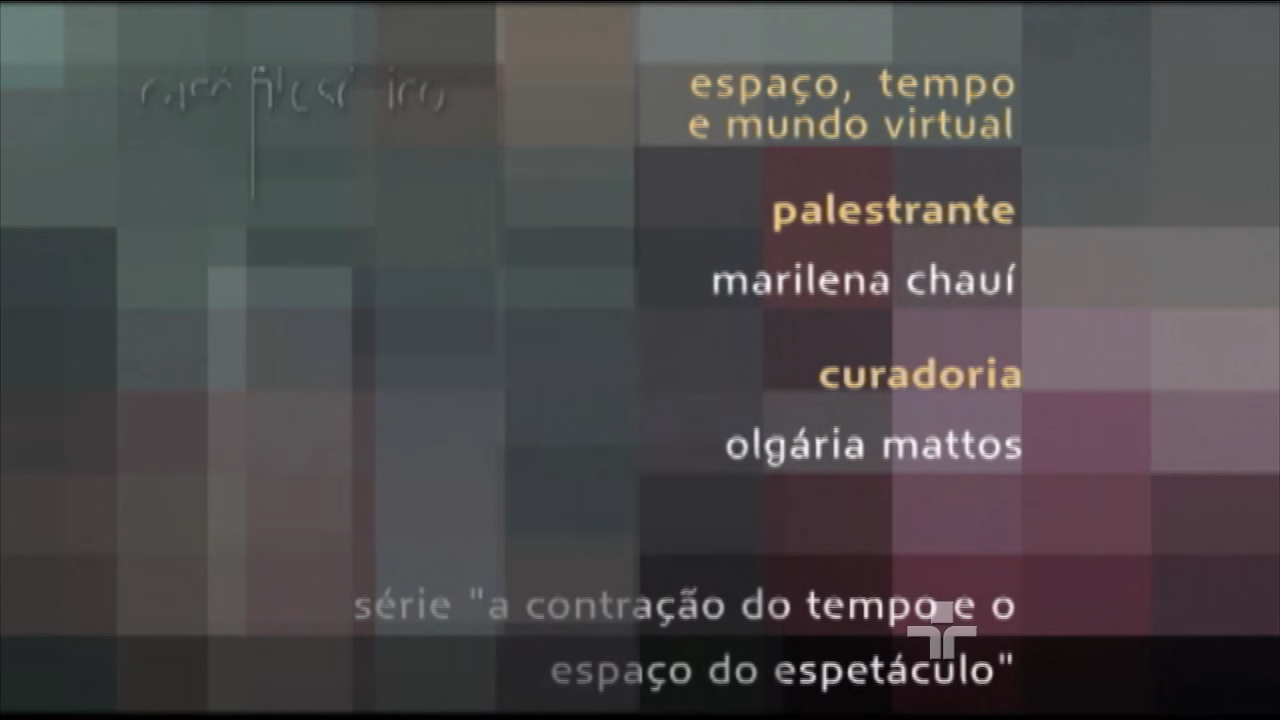 espaço, tempo
e mundo virtual
palestrante
marilena chauí
curadoria
olgária mattos
série "a contração do tempo e o
espaço do espetáculo"